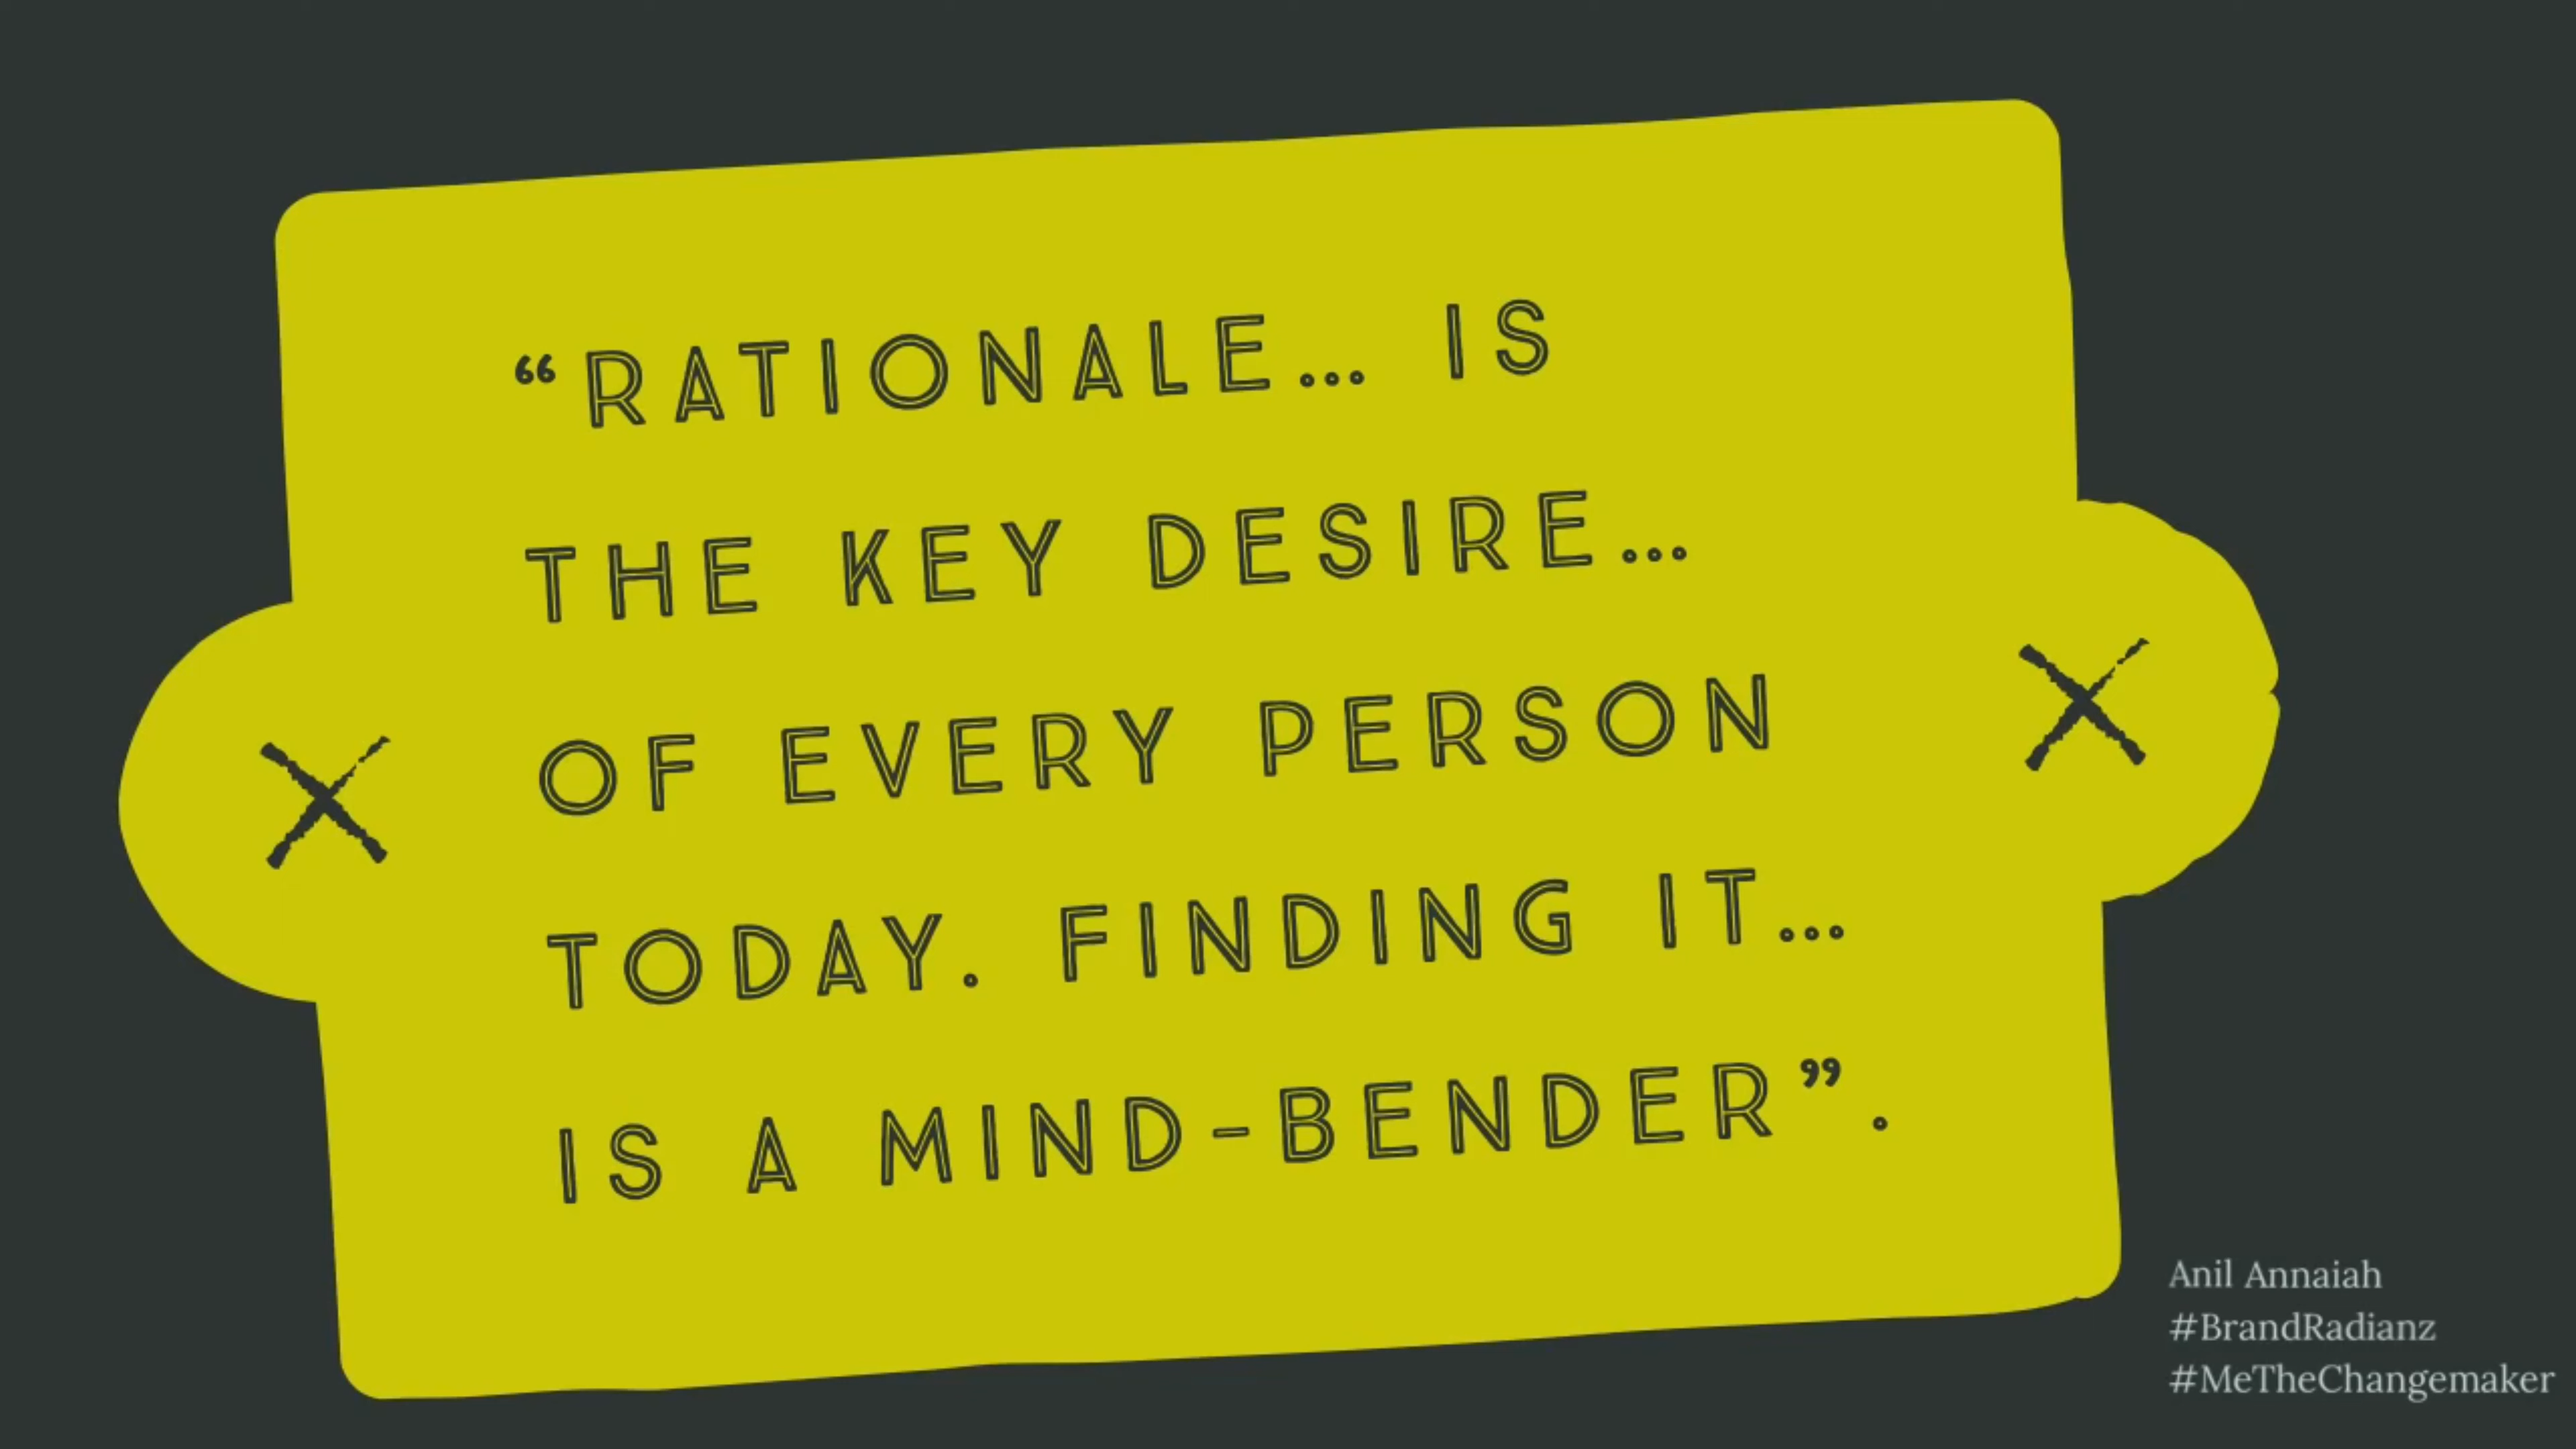 “RATIONALE... IS
THE KEY DESIRE...
OF EVERY PERSON
TODAY. FINDING IT...
IS A MIND-BENDER”.
Anil Annaiah
#BrandRadianz
#MeTheChangemaker